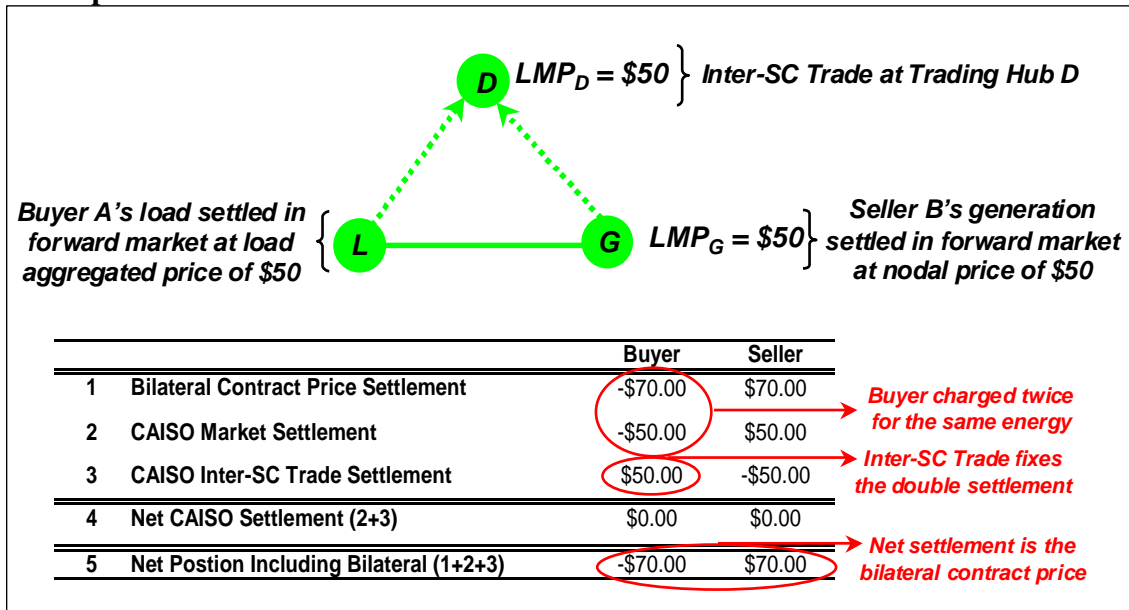 D LMP_D = $50 } Inter-SC Trade at Trading Hub D
Buyer A's load settled in
forward market at load
aggregated price of $50
{ L
G LMP_G = $50 }
Seller B's generation
settled in forward market
at nodal price of $50
Buyer Seller
1 Bilateral Contract Price Settlement -$70.00 $70.00
2 CAISO Market Settlement -$50.00 $50.00
3 CAISO Inter-SC Trade Settlement $50.00 -$50.00
4 Net CAISO Settlement (2+3) $0.00 $0.00
5 Net Postion Including Bilateral (1+2+3) -$70.00 $70.00
Buyer charged twice
for the same energy
Inter-SC Trade fixes
the double settlement
Net settlement is the
bilateral contract price